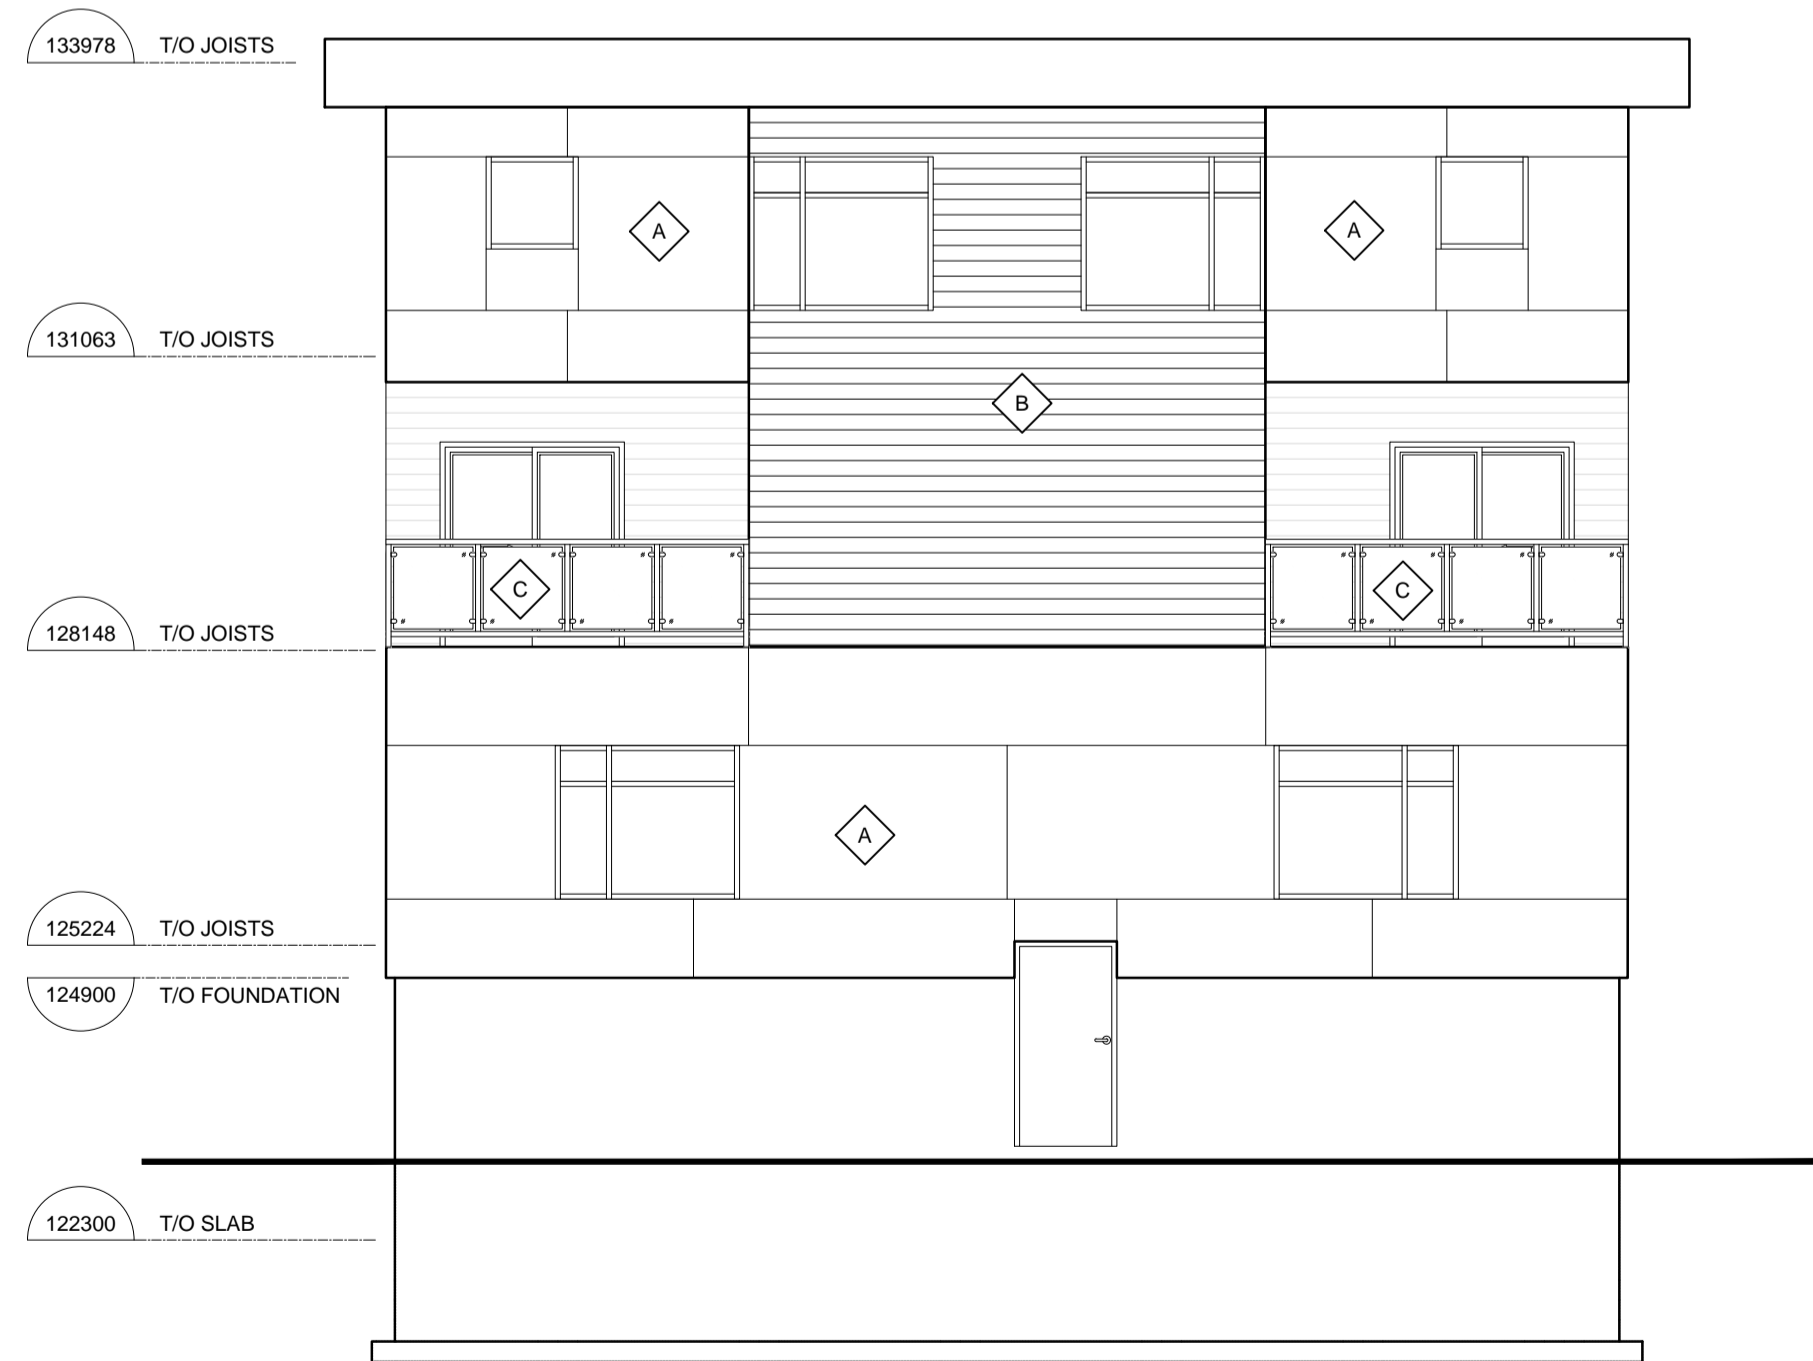 133978 T/O JOISTS
A A
131063 T/O JOISTS
B
C C
128148 T/O JOISTS
A
125224 T/O JOISTS
124900 T/O FOUNDATION
122300 T/O SLAB